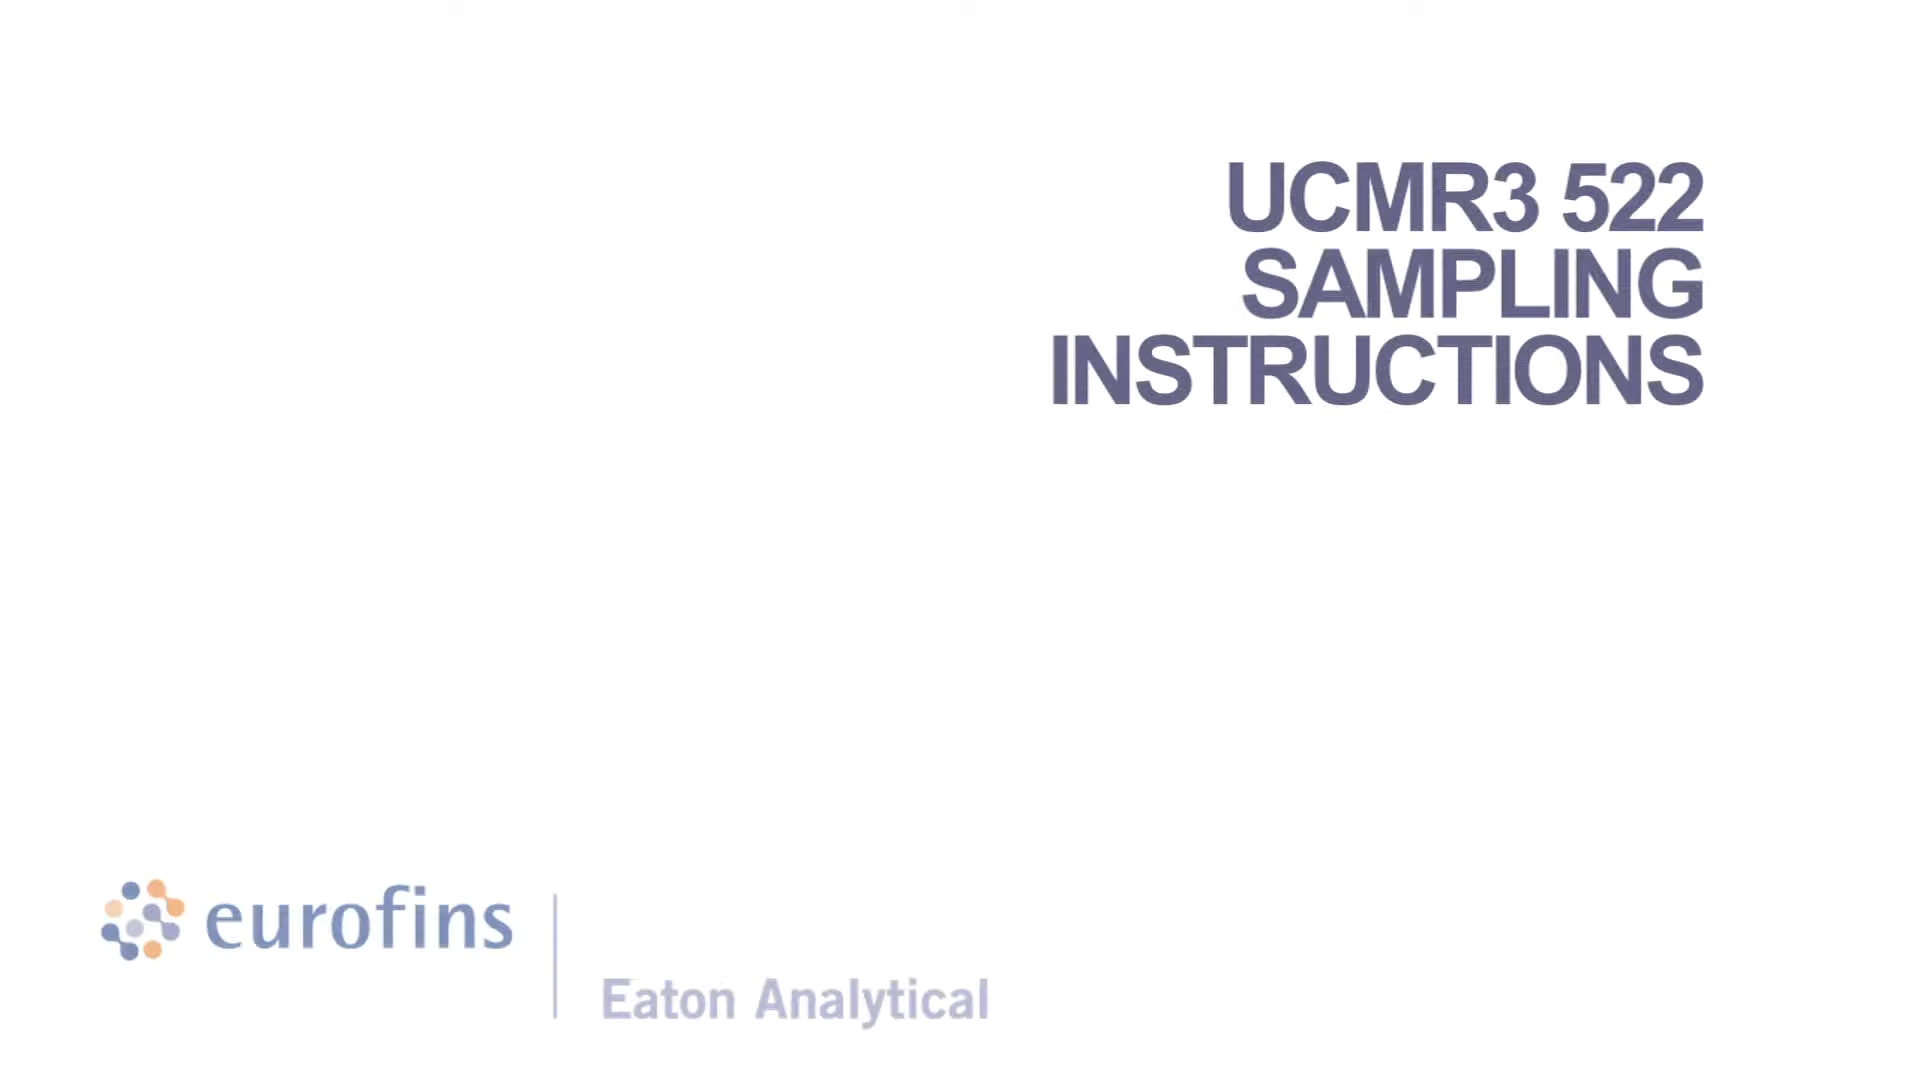 UCMR3 522
SAMPLING
INSTRUCTIONS
eurofins
Eaton Analytical